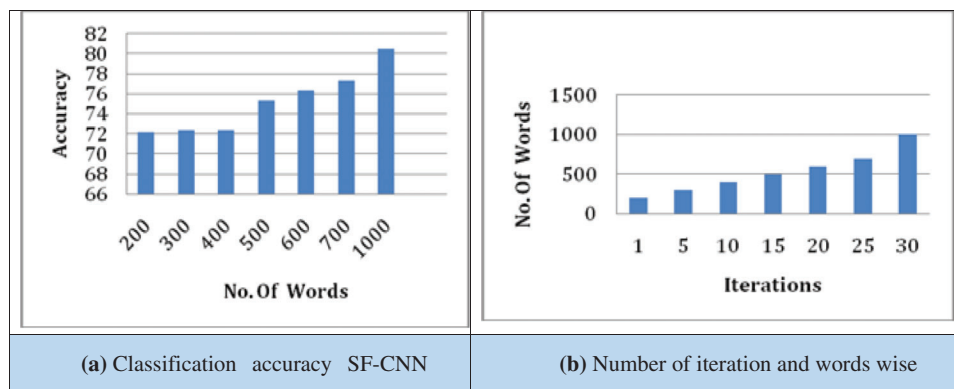 82
80
78
76
74
72
70
68
66
Accuracy
200 300 400 500 600 700 1000
No. Of Words
1500
1000
500
0
No. Of Words
1 5 10 15 20 25 30
Iterations
(a) Classification accuracy SF-CNN
(b) Number of iteration and words wise